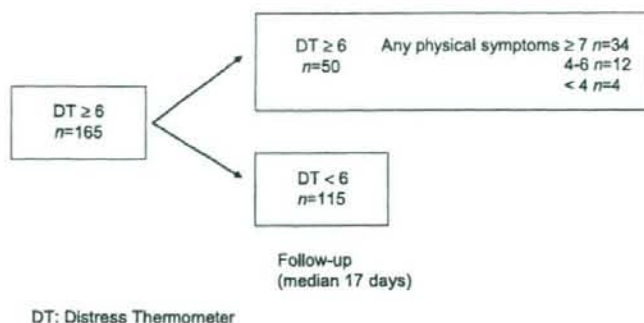 DT ≥ 6
n=165
DT ≥ 6
n=50
Any physical symptoms ≥ 7 n=34
4-6 n=12
< 4 n=4
DT < 6
n=115
Follow-up
(median 17 days)
DT: Distress Thermometer